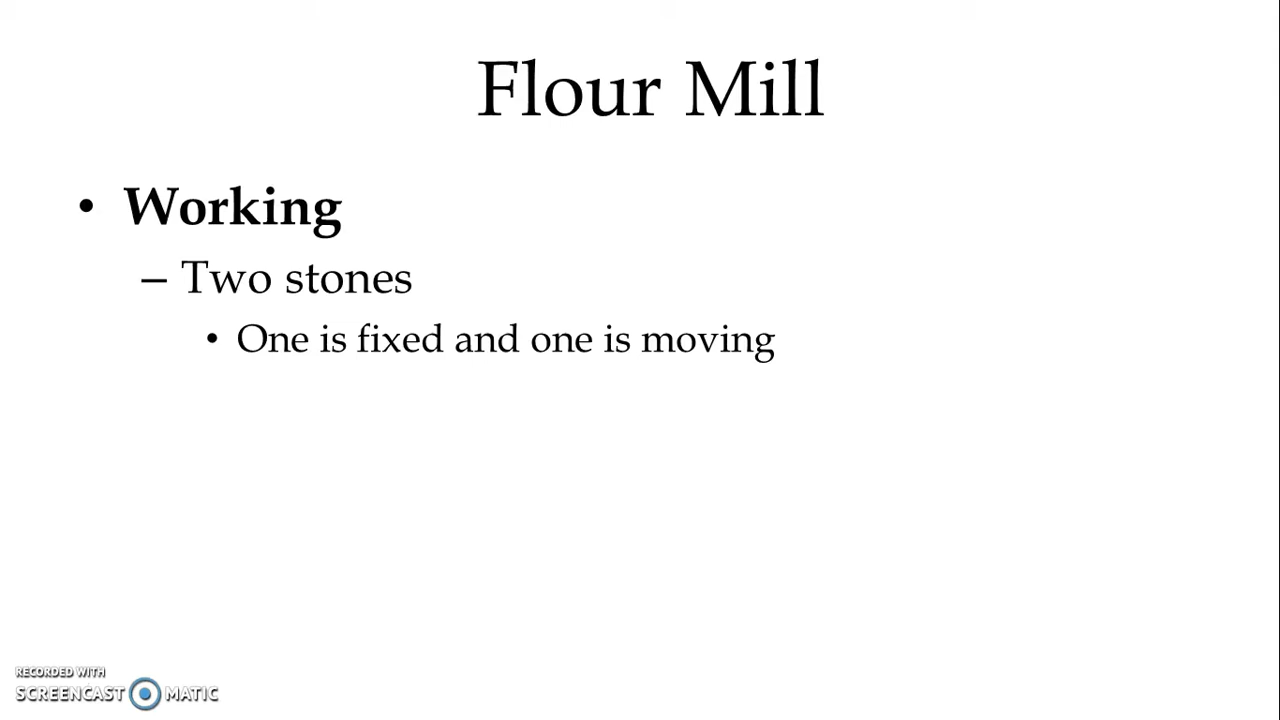 Flour Mill
• Working
– Two stones
• One is fixed and one is moving
RECORDED WITH
SCREENCAST MATIC